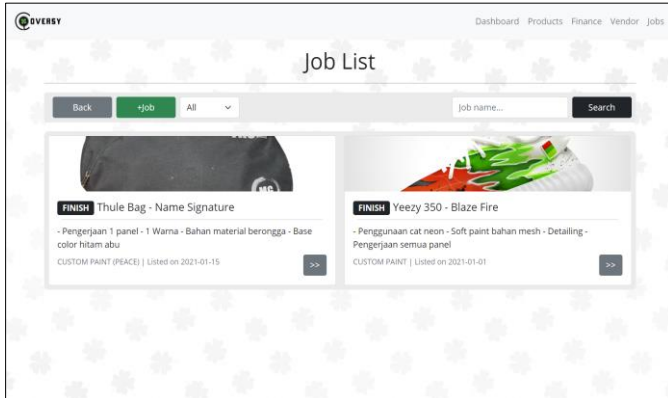 OVERSY
Dashboard Products Finance Vendor Jobs
Job List
Back
+Job
All
Job name...
Search
FINISH Thule Bag - Name Signature
- Pengerjaan 1 panel - 1 Warna - Bahan material berongga - Base
color hitam abu
CUSTOM PAINT (PEACE) | Listed on 2021-01-15
>>
FINISH Yeezy 350 - Blaze Fire
- Penggunaan cat neon - Soft paint bahan mesh - Detailing -
Pengerjaan semua panel
CUSTOM PAINT | Listed on 2021-01-01
>>